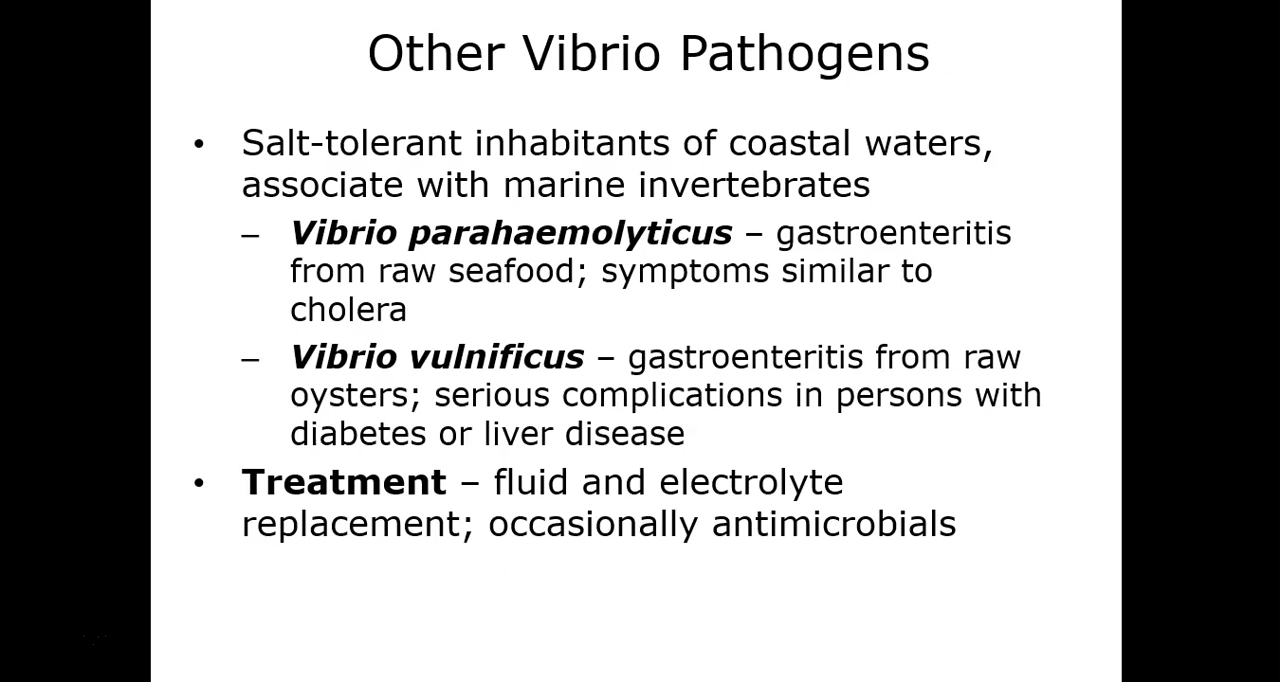 Other Vibrio Pathogens
• Salt-tolerant inhabitants of coastal waters,
associate with marine invertebrates
– Vibrio parahaemolyticus – gastroenteritis
from raw seafood; symptoms similar to
cholera
– Vibrio vulnificus – gastroenteritis from raw
oysters; serious complications in persons with
diabetes or liver disease
• Treatment – fluid and electrolyte
replacement; occasionally antimicrobials